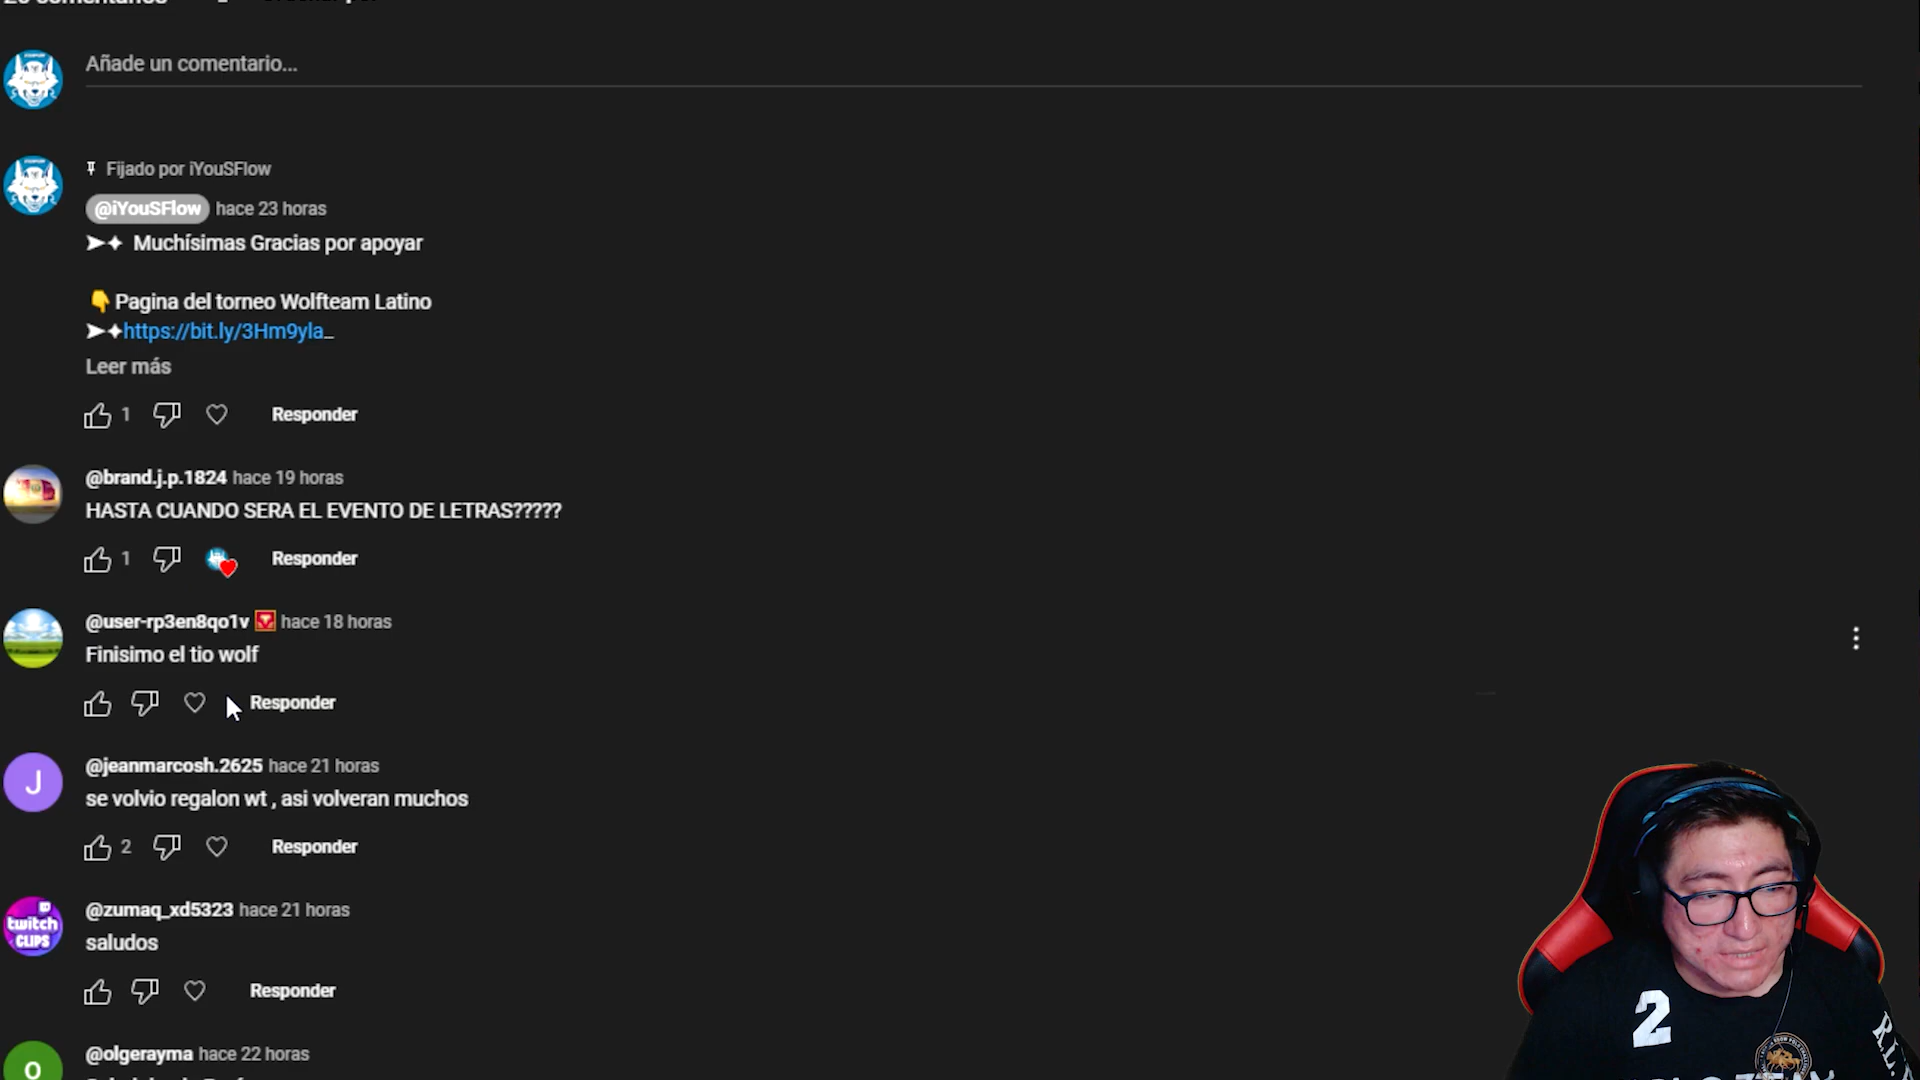 Añade un comentario...
Fijado por iYouSFlow
@iYouSFlow hace 23 horas
➤✦ Muchísimas Gracias por apoyar
👇Pagina del torneo Wolfteam Latino
➤✦https://bit.ly/3Hm9yla_
Leer más
1 Responder
@brand.j.p.1824 hace 19 horas
HASTA CUANDO SERA EL EVENTO DE LETRAS?????
1 Responder
@user-rp3en8qo1v hace 18 horas
Finisimo el tio wolf
Responder
J
@jeanmarcosh.2625 hace 21 horas
se volvio regalon wt , asi volveran muchos
2 Responder
twitch
CLIPS
@zumaq_xd5323 hace 21 horas
saludos
Responder
o
@olgerayma hace 22 horas
2